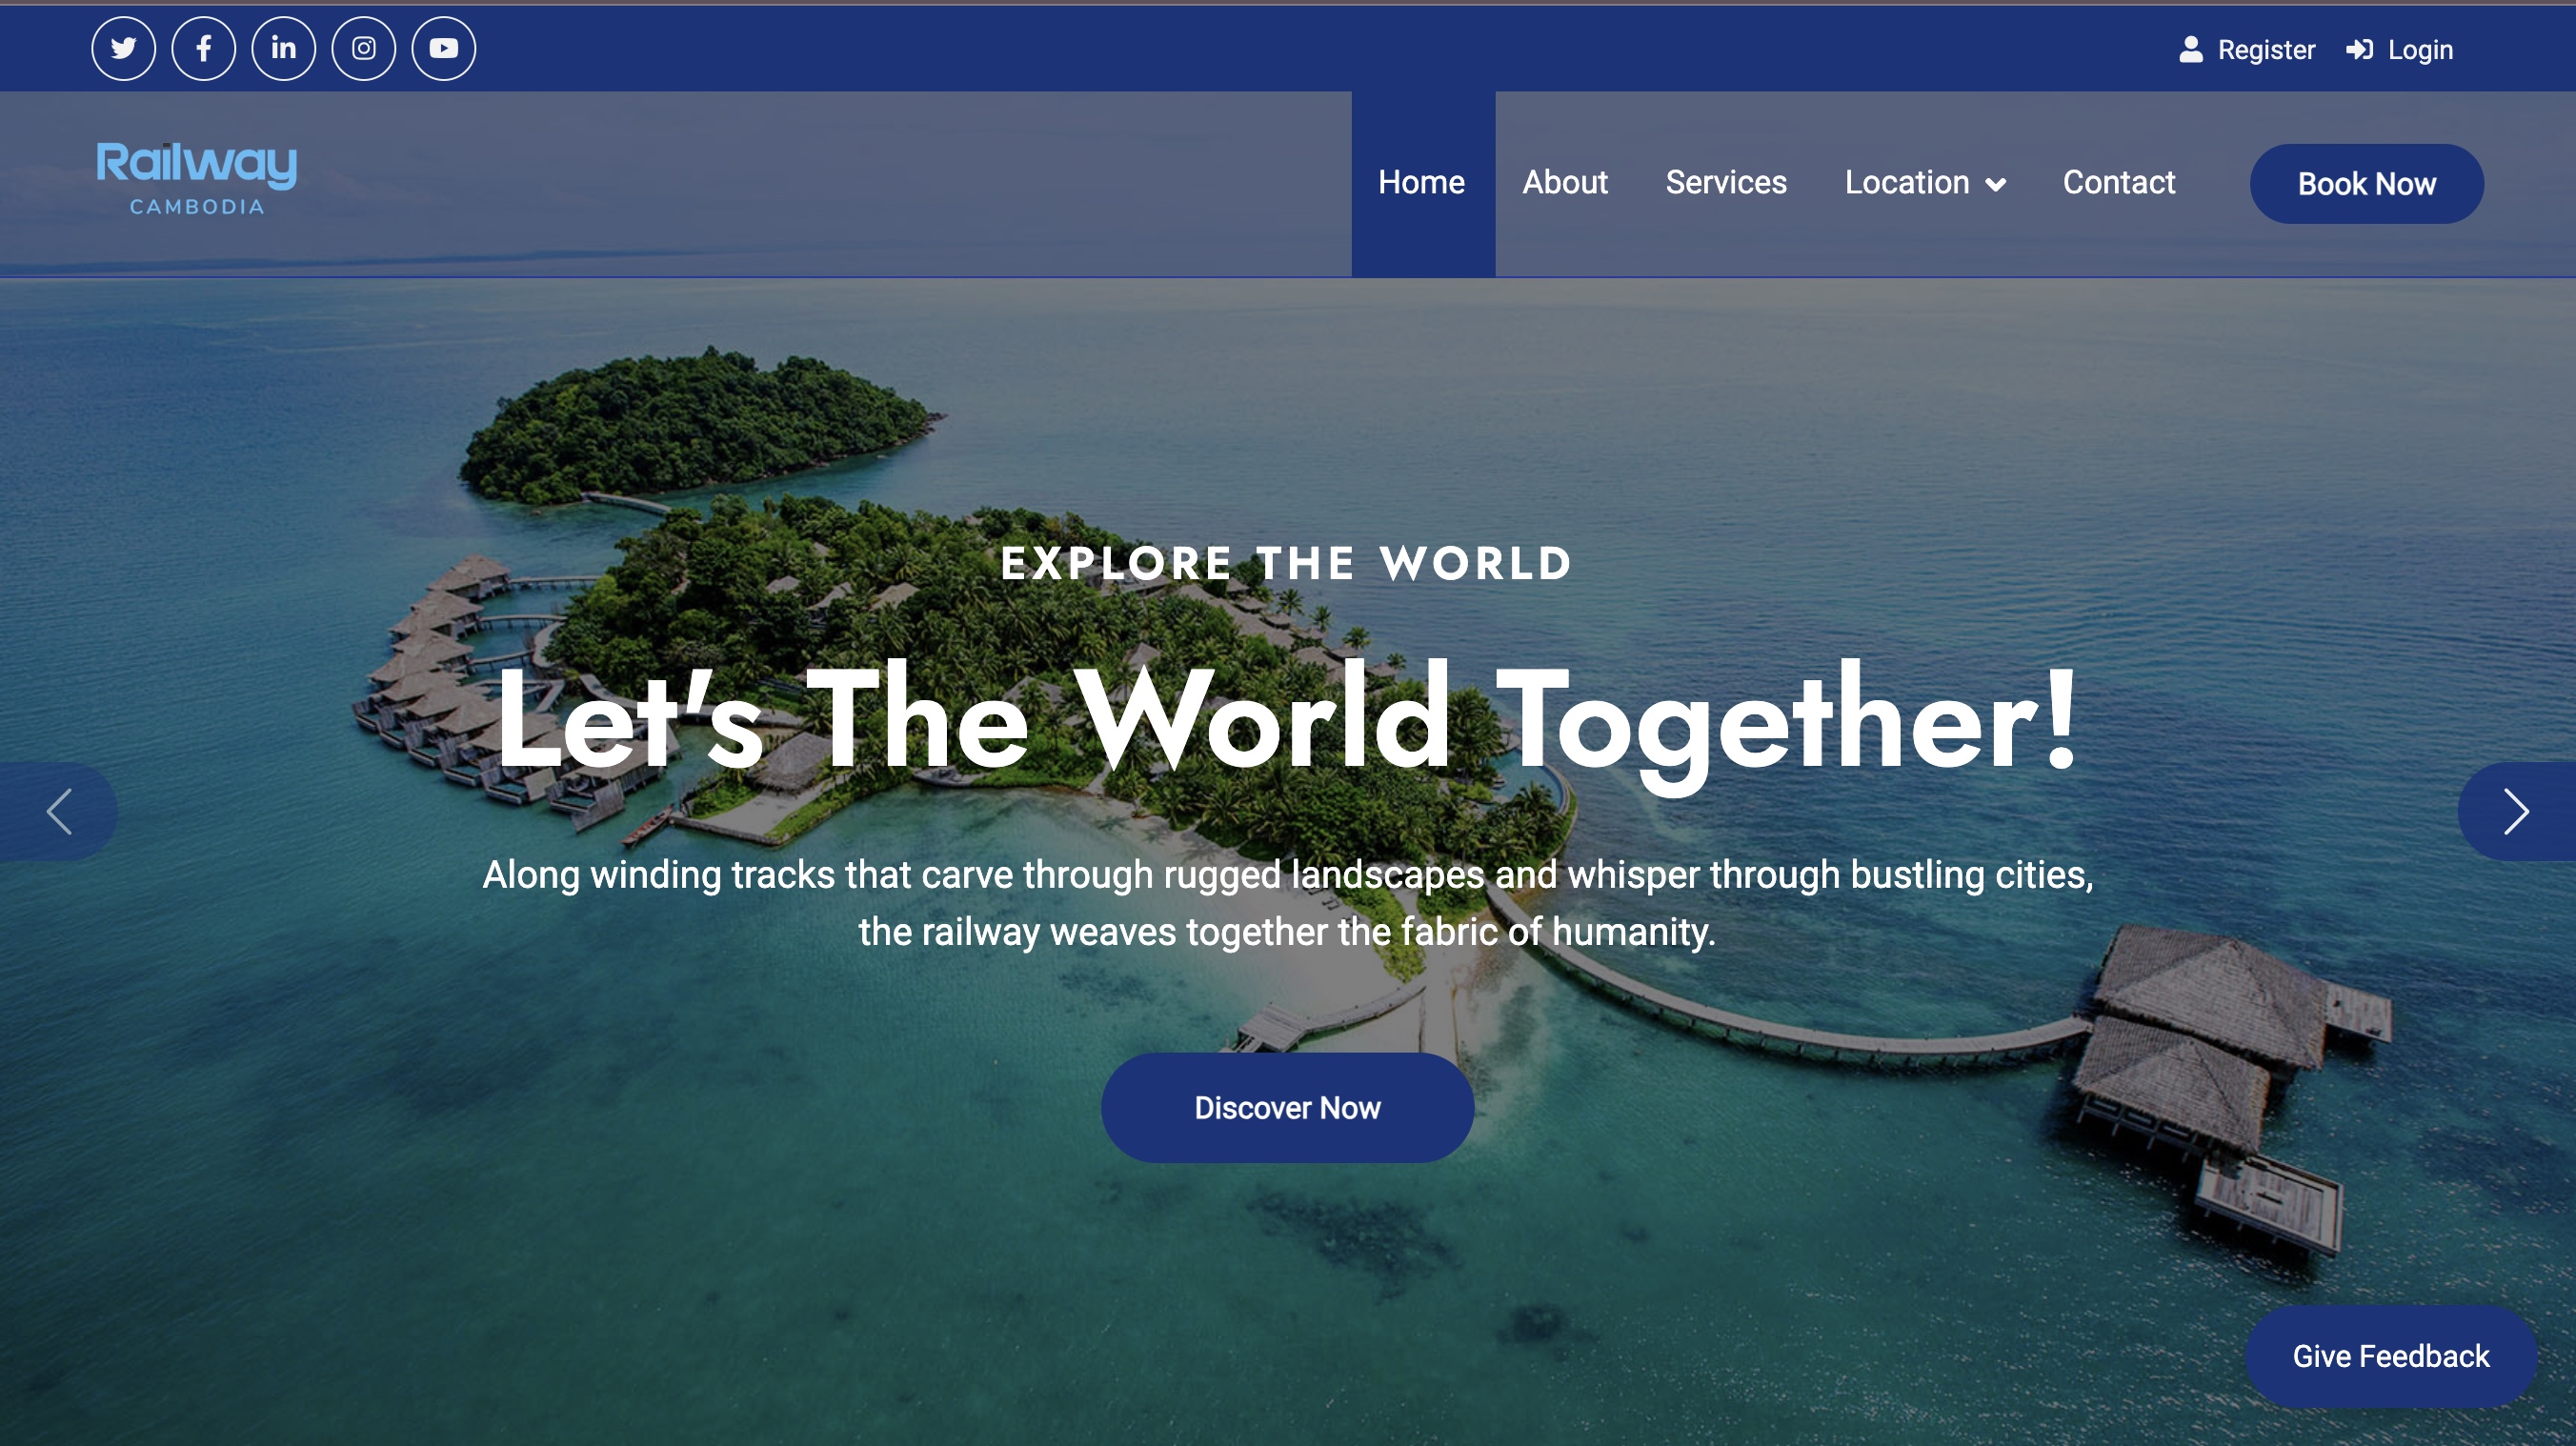 Register
Login
Railway
CAMBODIA
Home
About
Services
Location
Contact
Book Now
EXPLORE THE WORLD
Let's The World Together!
Along winding tracks that carve through rugged landscapes and whisper through bustling cities,
the railway weaves together the fabric of humanity.
Discover Now
Give Feedback